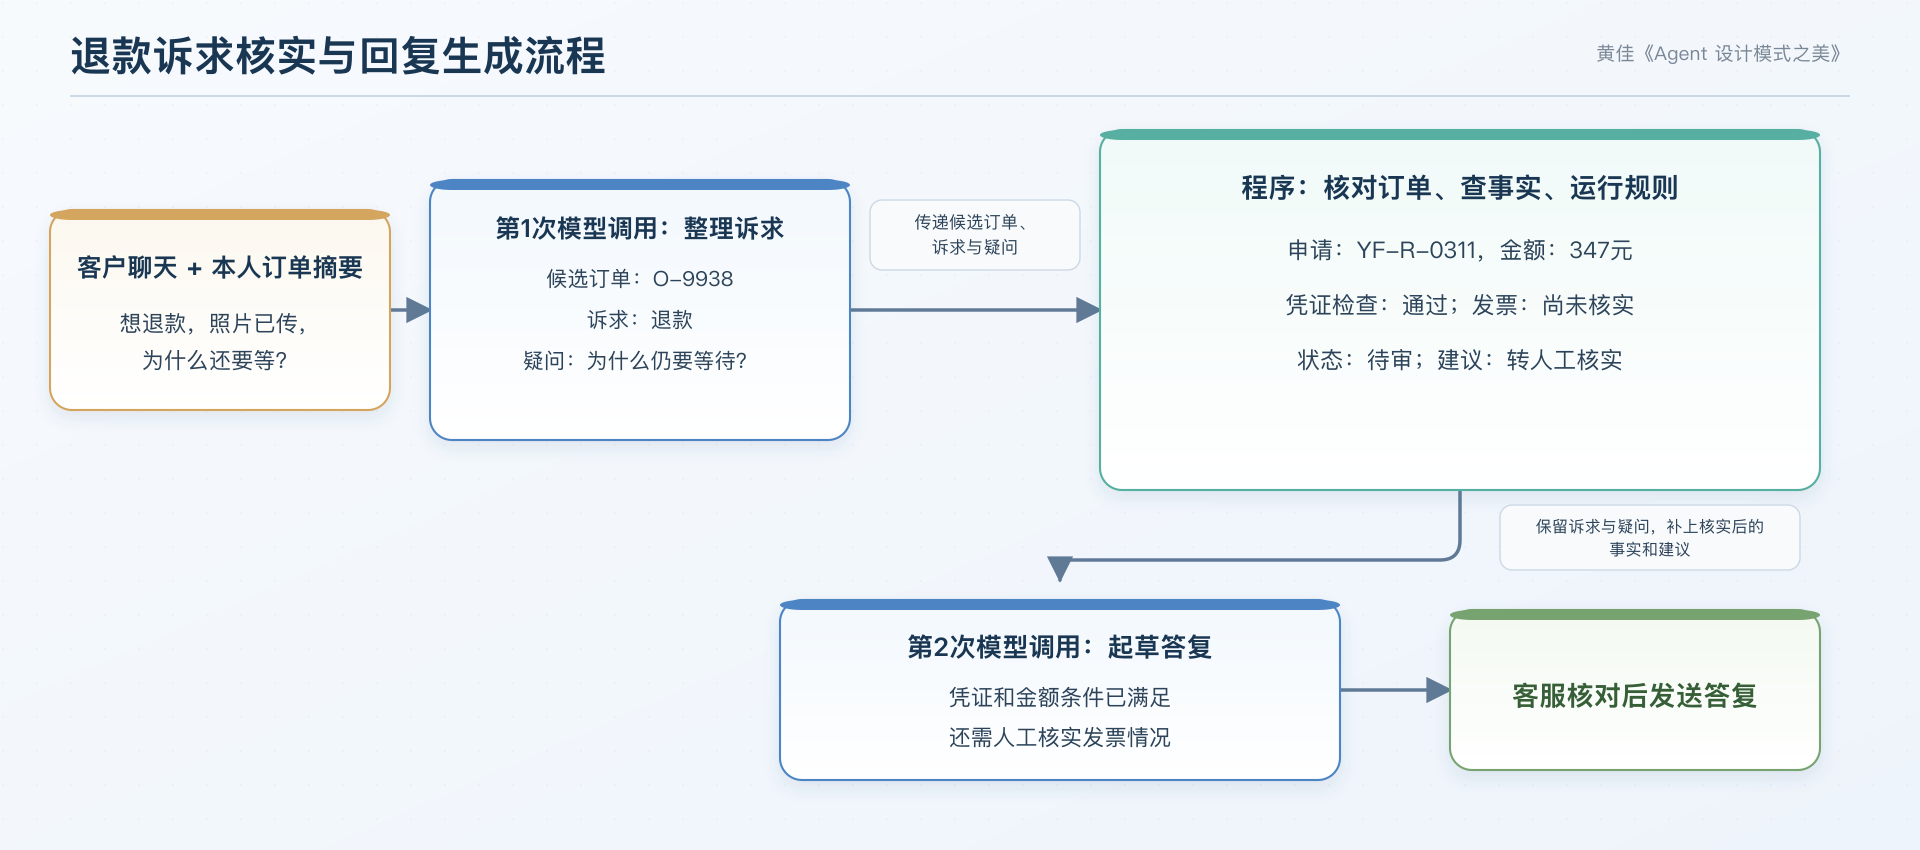 退款诉求核实与回复生成流程
黄佳《Agent 设计模式之美》
客户聊天 + 本人订单摘要
想退款，照片已传，
为什么还要等？
第1次模型调用：整理诉求
候选订单：O-9938
诉求：退款
疑问：为什么仍要等待？
传递候选订单、
诉求与疑问
程序：核对订单、查事实、运行规则
申请：YF-R-0311，金额：347元
凭证检查：通过；发票：尚未核实
状态：待审；建议：转人工核实
保留诉求与疑问，补上核实后的
事实和建议
第2次模型调用：起草答复
凭证和金额条件已满足
还需人工核实发票情况
客服核对后发送答复